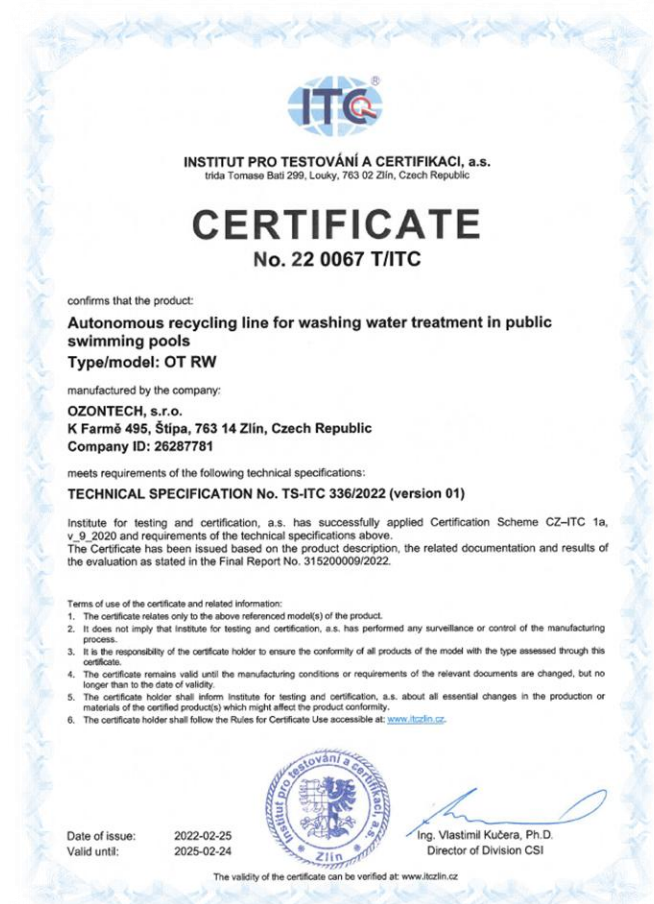 ITC®
INSTITUT PRO TESTOVÁNÍ A CERTIFIKACI, a.s.
trida Tomase Bati 299, Louky, 763 02 Zlín, Czech Republic
CERTIFICATE
No. 22 0067 T/ITC
confirms that the product:
Autonomous recycling line for washing water treatment in public
swimming pools
Type/model: OT RW
manufactured by the company:
OZONTECH, s.r.o.
K Farmě 495, Štípa, 763 14 Zlín, Czech Republic
Company ID: 26287781
meets requirements of the following technical specifications:
TECHNICAL SPECIFICATION No. TS-ITC 336/2022 (version 01)
Institute for testing and certification, a.s. has successfully applied Certification Scheme CZ–ITC 1a,
v_9_2020 and requirements of the technical specifications above.
The Certificate has been issued based on the product description, the related documentation and results of
the evaluation as stated in the Final Report No. 315200009/2022.
Terms of use of the certificate and related information:
1. The certificate relates only to the above referenced model(s) of the product.
2. It does not imply that Institute for testing and certification, a.s. has performed any surveillance or control of the manufacturing
process.
3. It is the responsibility of the certificate holder to ensure the conformity of all products of the model with the type assessed through this
certificate.
4. The certificate remains valid until the manufacturing conditions or requirements of the relevant documents are changed, but no
longer than to the date of validity.
5. The certificate holder shall inform Institute for testing and certification, a.s. about all essential changes in the production or
materials of the certified product(s) which might affect the product conformity.
6. The certificate holder shall follow the Rules for Certificate Use accessible at: www.itczlin.cz.
Institut pro testování a certifikaci, a.s.
Zlín
Date of issue: 2022-02-25
Valid until: 2025-02-24
Ing. Vlastimil Kučera, Ph.D.
Director of Division CSI
The validity of the certificate can be verified at: www.itczlin.cz